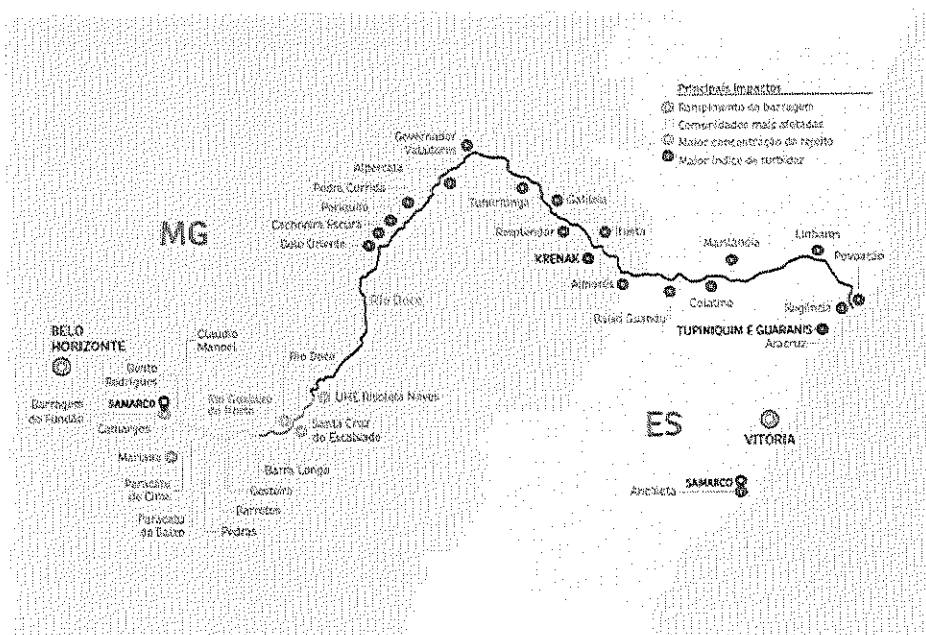 Principais impactos
Rompimento da barragem
Comunidades mais afetadas
Maior concentração do rejeito
Maior índice de turbidez
Governador
Valadares
Alpercata
Pedra Corrida
Periquito
Cachoeira Escura
Belo Oriente
MG
Tumiritinga
Galileia
Resplendor
Itueta
KRENAK
Aimorés
Baixo Guandu
Colatina
Marilândia
Linhares
Povoação
Regência
TUPINIQUIM E GUARANIS
Aracruz
Rio Doce
BELO
HORIZONTE
Claudio
Manoel
Bento
Rodrigues
Rio Doce
Barragem
do Fundão
SAMARCO
Camargos
Rio Gualaxo
do Norte
UHE Risoleta Neves
Santa Cruz
do Escalvado
ES
VITÓRIA
Mariana
Barra Longa
Paracatu
de Cima
Gesteira
Barretos
Paracatu
de Baixo
Pedras
Anchieta
SAMARCO